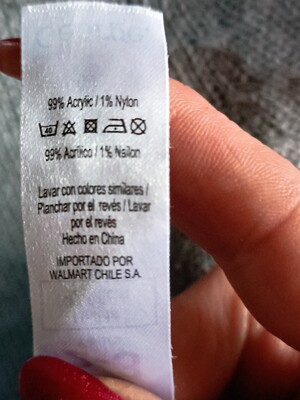 99% Acrylic / 1% Nylon
40
99% Acrílico / 1% Nailon
Lavar con colores similares /
Planchar por el revés / Lavar
por el revés
Hecho en China
IMPORTADO POR
WALMART CHILE S.A.